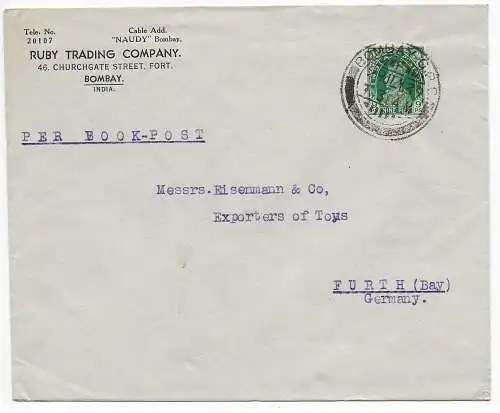 Tele. No.
20107
Cable Add.
"NAUDY" Bombay.
RUBY TRADING COMPANY.
46, CHURCHGATE STREET, FORT.
BOMBAY.
INDIA.
BOMBAY G.P.O.
PER BOOK-POST
Messrs. Eisenmann & Co,
Exporters of Toys
FURTH (Bay)
Germany.